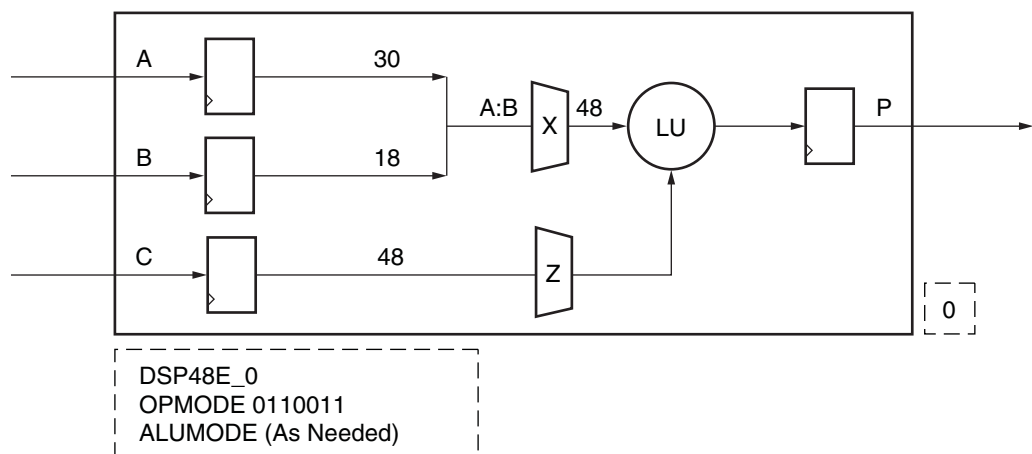 A
30
A:B
X
48
LU
P
B
18
C
48
Z
0
DSP48E_0
OPMODE 0110011
ALUMODE (As Needed)